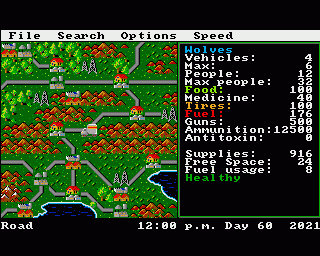 File Search Options Speed
Wolves
Vehicles: 4
Max: 6
People: 12
Max people: 32
Food: 100
Medicine: 40
Tires: 100
Fuel: 176
Guns: 500
Ammunition:12500
Antitoxin: 0
Supplies: 916
Free Space: 24
Fuel usage: 8
Healthy
Road 12:00 p.m. Day 60 2021